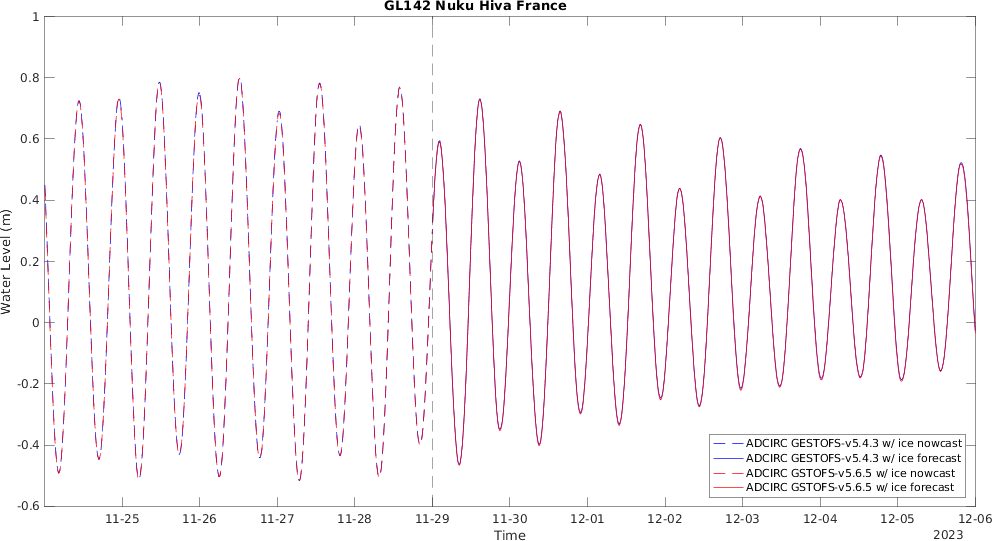 GL142 Nuku Hiva France
1
0.8
0.6
0.4
0.2
0
-0.2
-0.4
-0.6
Water Level (m)
ADCIRC GESTOFS-v5.4.3 w/ ice nowcast
ADCIRC GESTOFS-v5.4.3 w/ ice forecast
ADCIRC GSTOFS-v5.6.5 w/ ice nowcast
ADCIRC GSTOFS-v5.6.5 w/ ice forecast
11-25 11-26 11-27 11-28 11-29 11-30 12-01 12-02 12-03 12-04 12-05 12-06
Time
2023